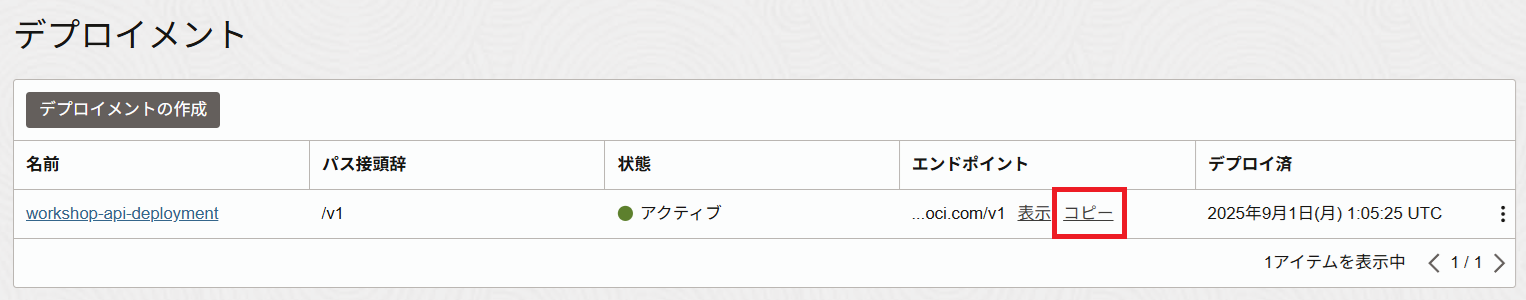 デプロイメント
デプロイメントの作成
名前 パス接頭辞 状態 エンドポイント デプロイ済
workshop-api-deployment /v1 アクティブ ...oci.com/v1 表示 コピー 2025年9月1日(月) 1:05:25 UTC
1アイテムを表示中 1 / 1